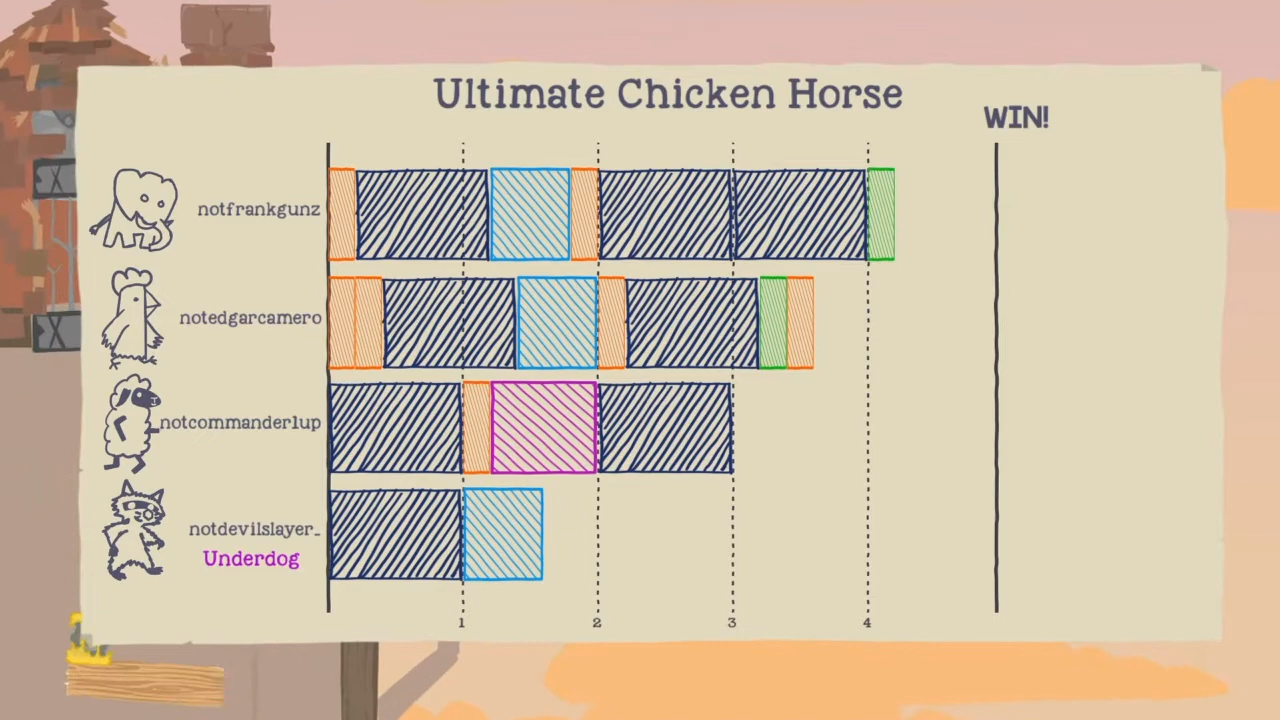 Ultimate Chicken Horse
WIN!
notfrankgunz
notedgarcamero
notcommander1up
notdevilslayer_
Underdog
1 2 3 4